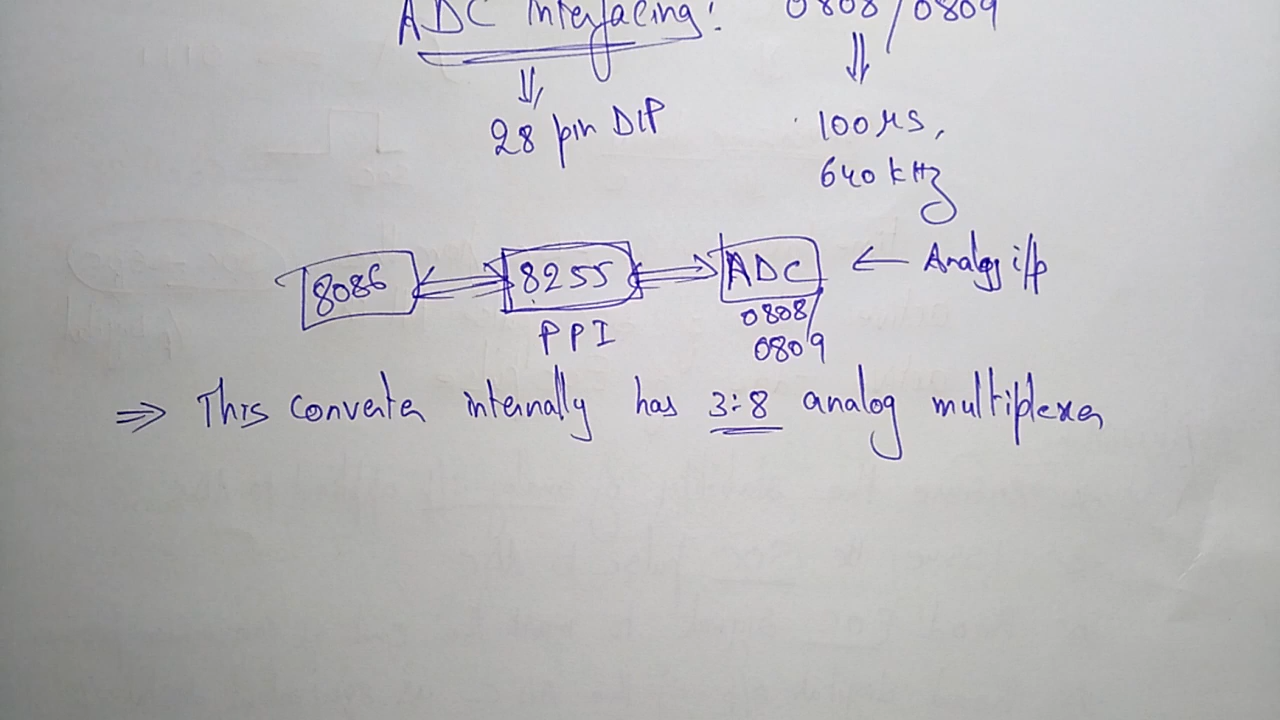 ADC Interfacing: 0808/0809
28 pin DIP
100 μs,
640 kHz
8086 8255 ADC ← Analog i/p
PPI 0808/
0809
⇒ This Converter internally has 3:8 analog multiplexer